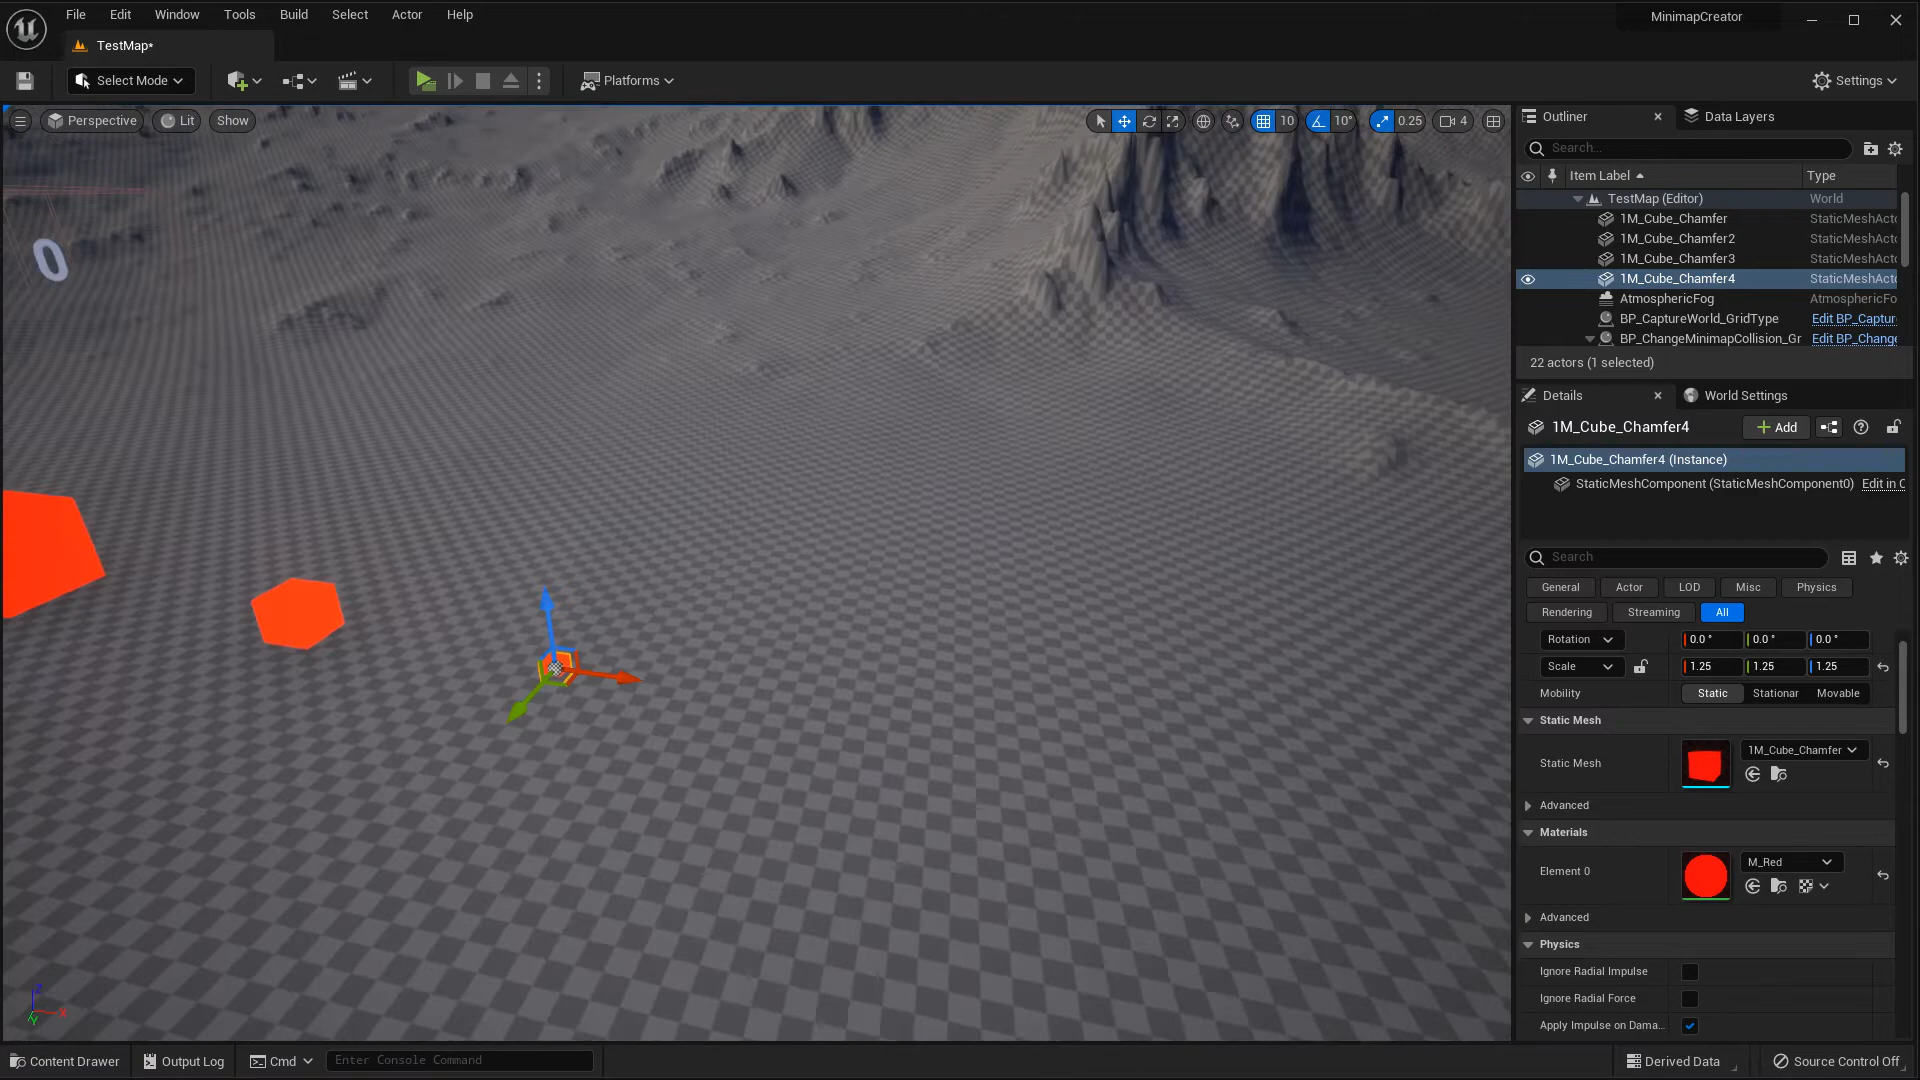 File Edit Window Tools Build Select Actor Help
MinimapCreator
TestMap*
Select Mode
Platforms
Settings
Perspective Lit Show
10 10° 0.25 4
0
Outliner
Data Layers
Search...
Item Label Type
TestMap (Editor) World
1M_Cube_Chamfer StaticMeshActo
1M_Cube_Chamfer2 StaticMeshActo
1M_Cube_Chamfer3 StaticMeshActo
1M_Cube_Chamfer4 StaticMeshActo
AtmosphericFog AtmosphericFo
BP_CaptureWorld_GridType Edit BP_Captur
BP_ChangeMinimapCollision_Gr Edit BP_Change
22 actors (1 selected)
Details
World Settings
1M_Cube_Chamfer4
Add
1M_Cube_Chamfer4 (Instance)
StaticMeshComponent (StaticMeshComponent0) Edit in C
Search
General Actor LOD Misc Physics
Rendering Streaming All
Rotation 0.0 ° 0.0 ° 0.0 °
Scale 1.25 1.25 1.25
Mobility Static Stationar Movable
Static Mesh
Static Mesh 1M_Cube_Chamfer
Advanced
Materials
Element 0 M_Red
Advanced
Physics
Ignore Radial Impulse
Ignore Radial Force
Apply Impulse on Dama...
Z
X
Y
Content Drawer
Output Log
Cmd
Enter Console Command
Derived Data
Source Control Off